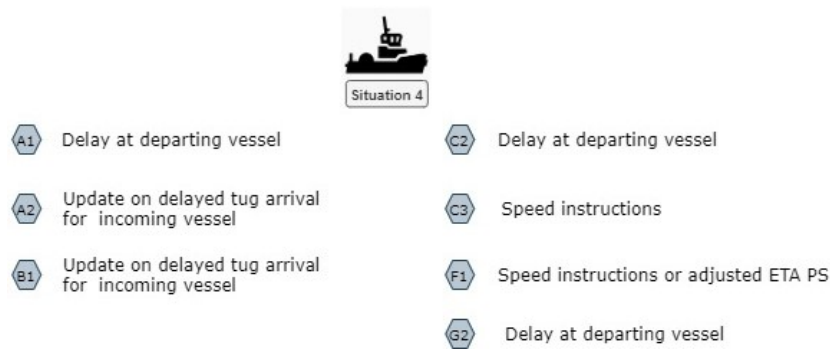 Situation 4
A1 Delay at departing vessel
A2 Update on delayed tug arrival
for incoming vessel
B1 Update on delayed tug arrival
for incoming vessel
C2 Delay at departing vessel
C3 Speed instructions
F1 Speed instructions or adjusted ETA PS
G2 Delay at departing vessel